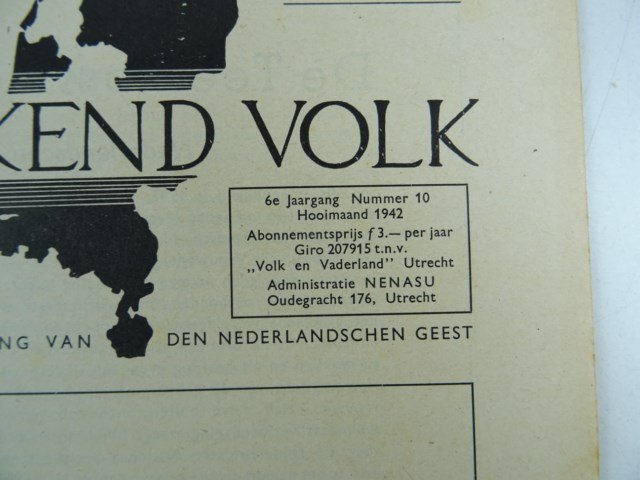 KEND VOLK
6e Jaargang Nummer 10
Hooimaand 1942
Abonnementsprijs f 3.— per jaar
Giro 207915 t.n.v.
„Volk en Vaderland" Utrecht
Administratie NENASU
Oudegracht 176, Utrecht
NG VAN DEN NEDERLANDSCHEN GEEST